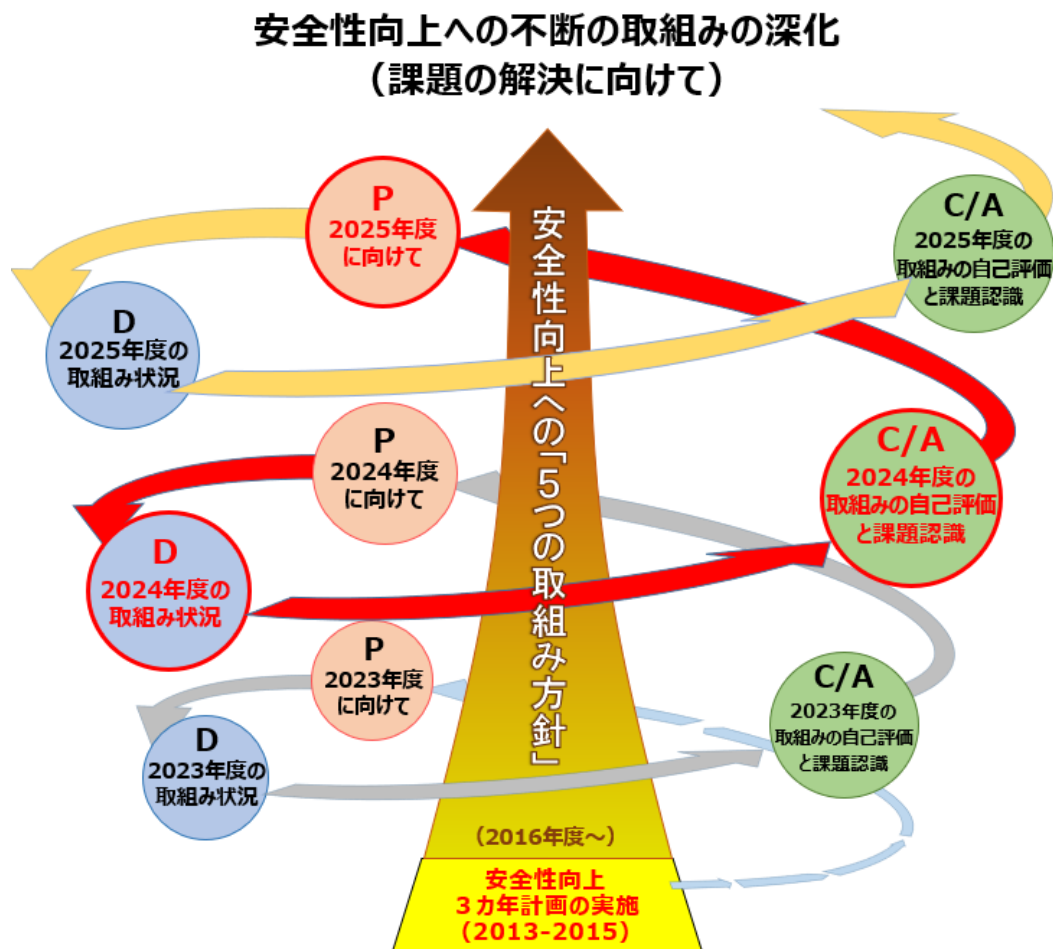 安全性向上への不断の取組みの深化
（課題の解決に向けて）
P
2025年度
に向けて
C/A
2025年度の
取組みの自己評価
と課題認識
D
2025年度の
取組み状況
安全性向上への「５つの取組み方針」
P
2024年度
に向けて
C/A
2024年度の
取組みの自己評価
と課題認識
D
2024年度の
取組み状況
P
2023年度
に向けて
C/A
2023年度の
取組みの自己評価
と課題認識
D
2023年度の
取組み状況
（2016年度～）
安全性向上
３カ年計画の実施
（2013-2015）